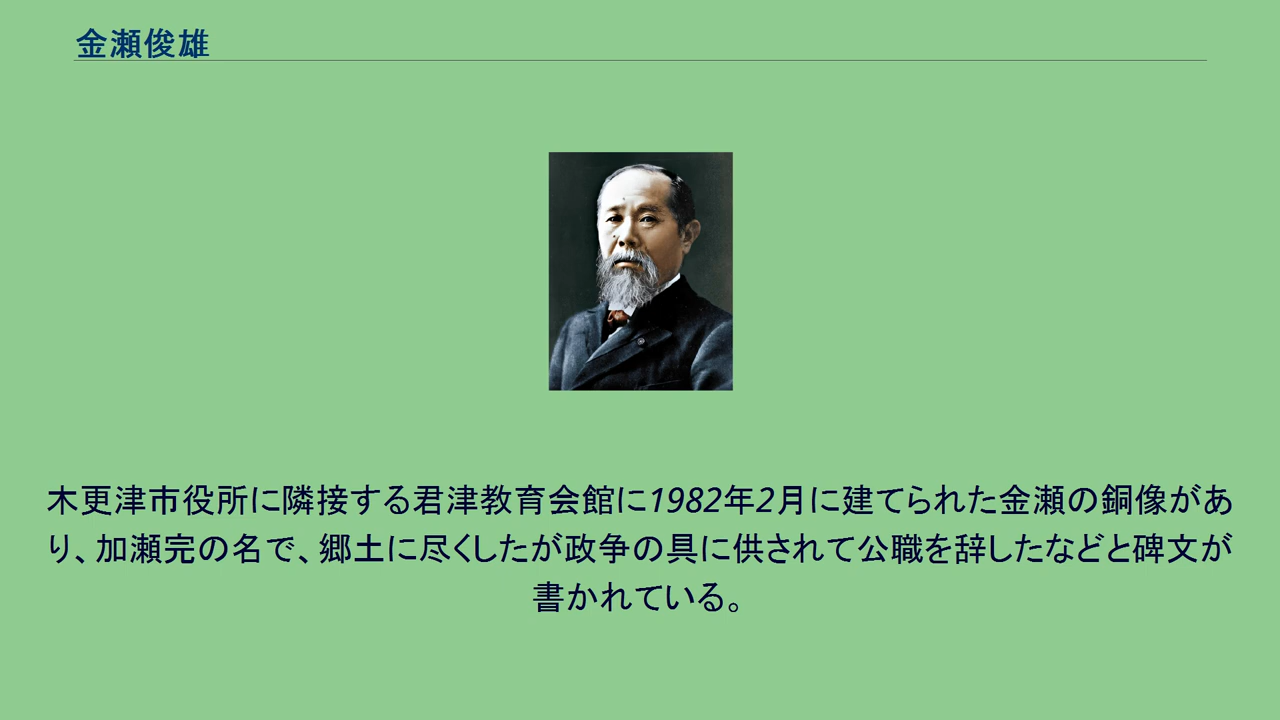 金瀬俊雄
木更津市役所に隣接する君津教育会館に1982年2月に建てられた金瀬の銅像があ
り、加瀬完の名で、郷土に尽くしたが政争の具に供されて公職を辞したなどと碑文が
書かれている。